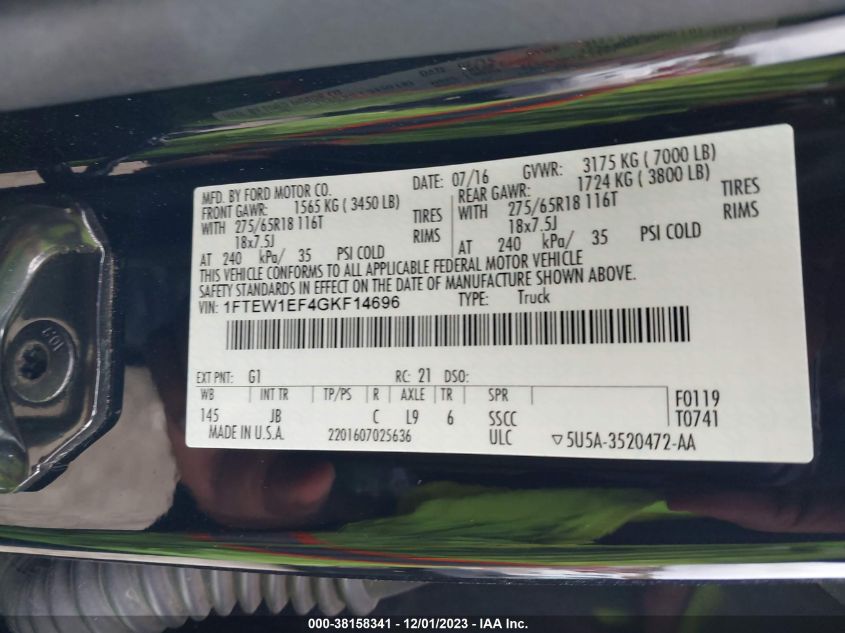 MFD. BY FORD MOTOR CO. DATE: 07/16 GVWR: 3175 KG ( 7000 LB)
FRONT GAWR: 1565 KG ( 3450 LB) REAR GAWR: 1724 KG ( 3800 LB)
WITH 275/65R18 116T TIRES WITH 275/65R18 116T TIRES
18x7.5J RIMS 18x7.5J RIMS
AT 240 kPa/ 35 PSI COLD AT 240 kPa/ 35 PSI COLD
THIS VEHICLE CONFORMS TO ALL APPLICABLE FEDERAL MOTOR VEHICLE
SAFETY STANDARDS IN EFFECT ON THE DATE OF MANUFACTURE SHOWN ABOVE.
VIN: 1FTEW1EF4GKF14696 TYPE: Truck
EXT PNT: G1 RC: 21 DSO:
WB INT TR TP/PS R AXLE TR SPR F0119
145 JB C L9 6 SSCC T0741
MADE IN U.S.A. 2201607025636 ULC ▽5U5A-3520472-AA
000-38158341 - 12/01/2023 - IAA Inc.